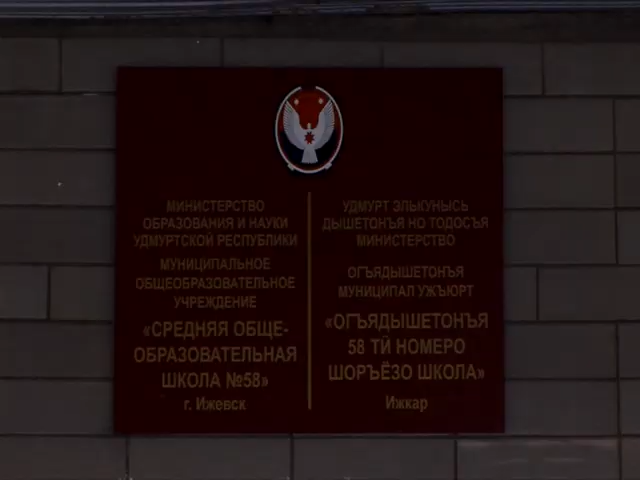 МИНИСТЕРСТВО
ОБРАЗОВАНИЯ И НАУКИ
УДМУРТСКОЙ РЕСПУБЛИКИ
МУНИЦИПАЛЬНОЕ
ОБЩЕОБРАЗОВАТЕЛЬНОЕ
УЧРЕЖДЕНИЕ
«СРЕДНЯЯ ОБЩЕ-
ОБРАЗОВАТЕЛЬНАЯ
ШКОЛА №58»
г. Ижевск
УДМУРТ ЭЛЬКУНЫСЬ
ДЫШЕТОНЪЯ НО ТОДОСЪЯ
МИНИСТЕРСТВО
ОГЪЯДЫШЕТОНЪЯ
МУНИЦИПАЛ УЖЪЮРТ
«ОГЪЯДЫШЕТОНЪЯ
58 ТӤ НОМЕРО
ШОРЪЁЗО ШКОЛА»
Ижкар